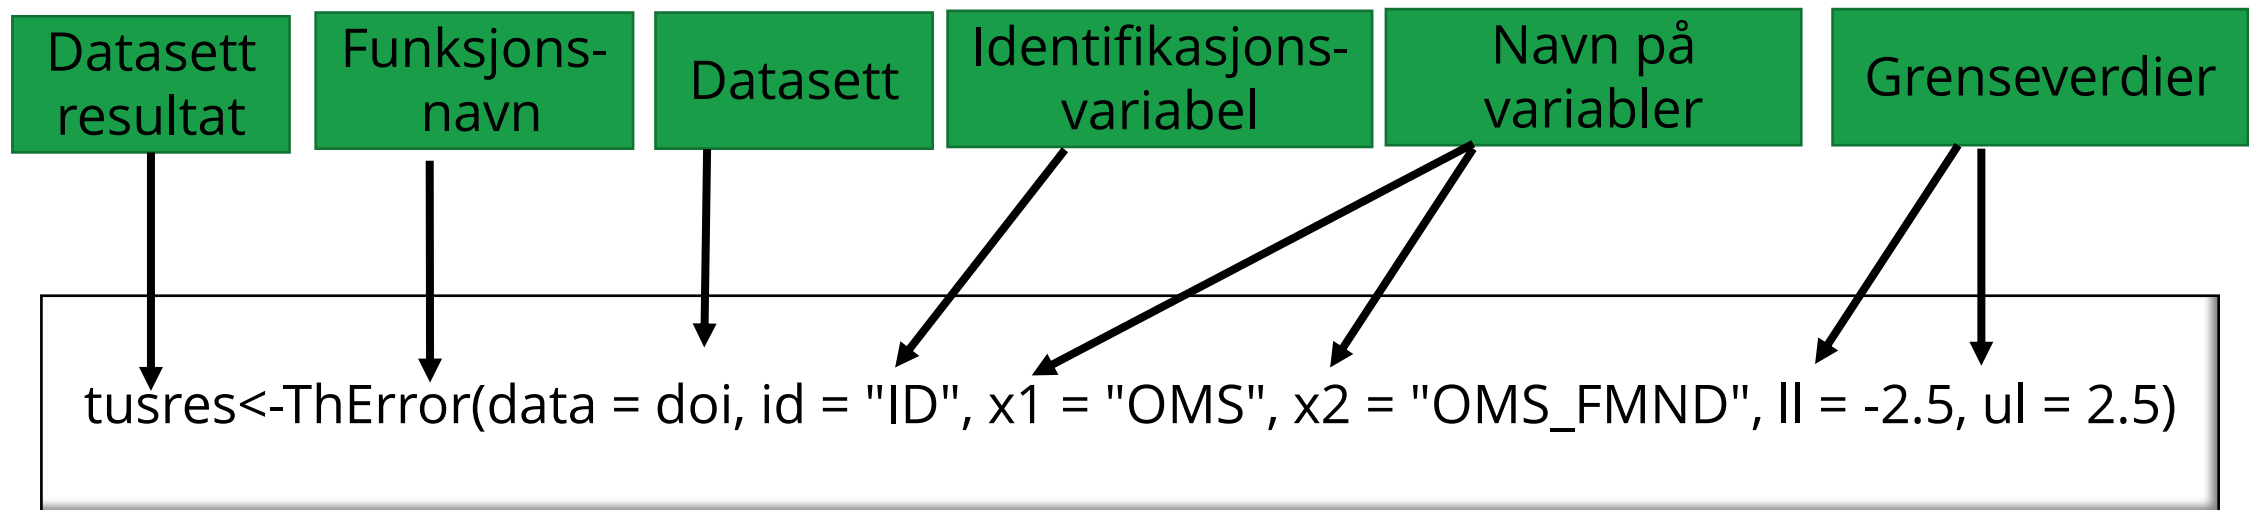 Datasett
resultat
Funksjons-
navn
Datasett
Identifikasjons-
variabel
Navn på
variabler
Grenseverdier
tusres<-ThError(data = doi, id = "ID", x1 = "OMS", x2 = "OMS_FMND", ll = -2.5, ul = 2.5)